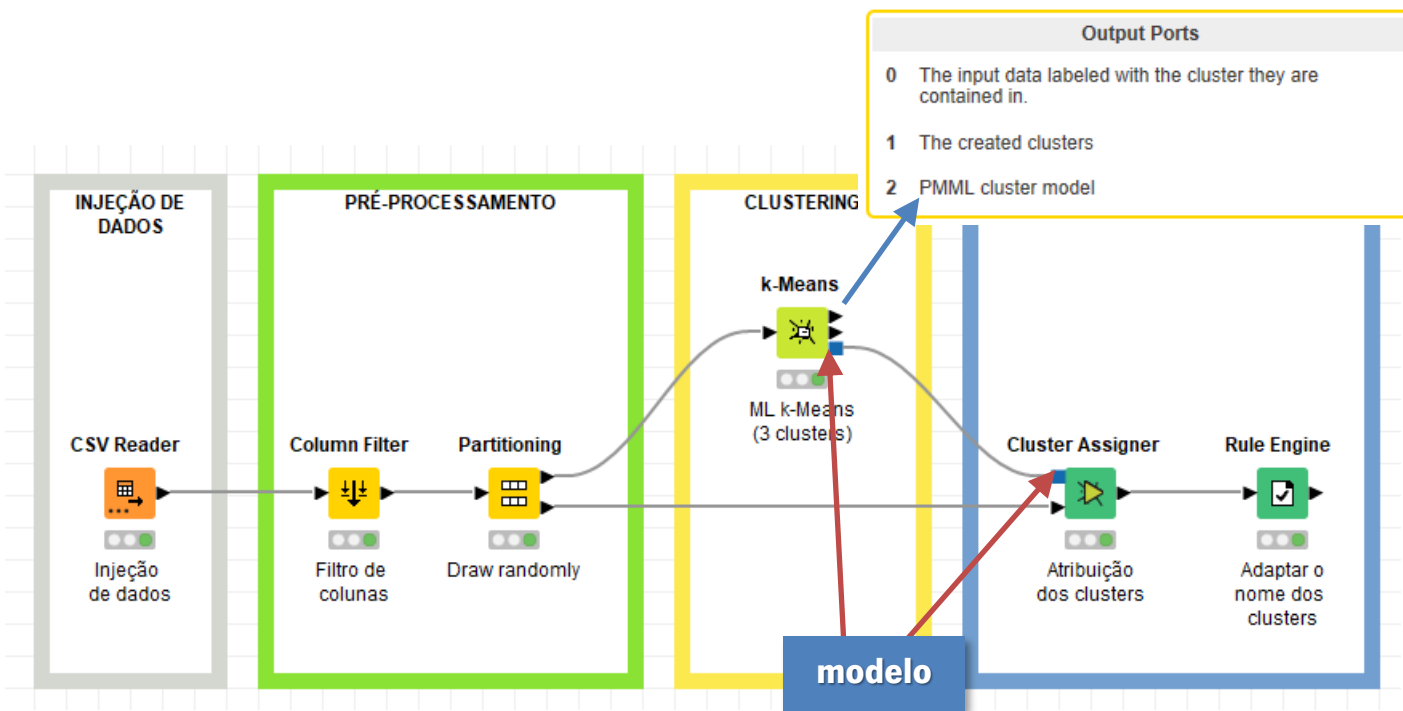 Output Ports
0 The input data labeled with the cluster they are
contained in.
1 The created clusters
2 PMML cluster model
INJEÇÃO DE
DADOS
PRÉ-PROCESSAMENTO
CLUSTERING
k-Means
ML k-Means
(3 clusters)
CSV Reader
Injeção
de dados
Column Filter
Filtro de
colunas
Partitioning
Draw randomly
Cluster Assigner
Atribuição
dos clusters
Rule Engine
Adaptar o
nome dos
clusters
modelo